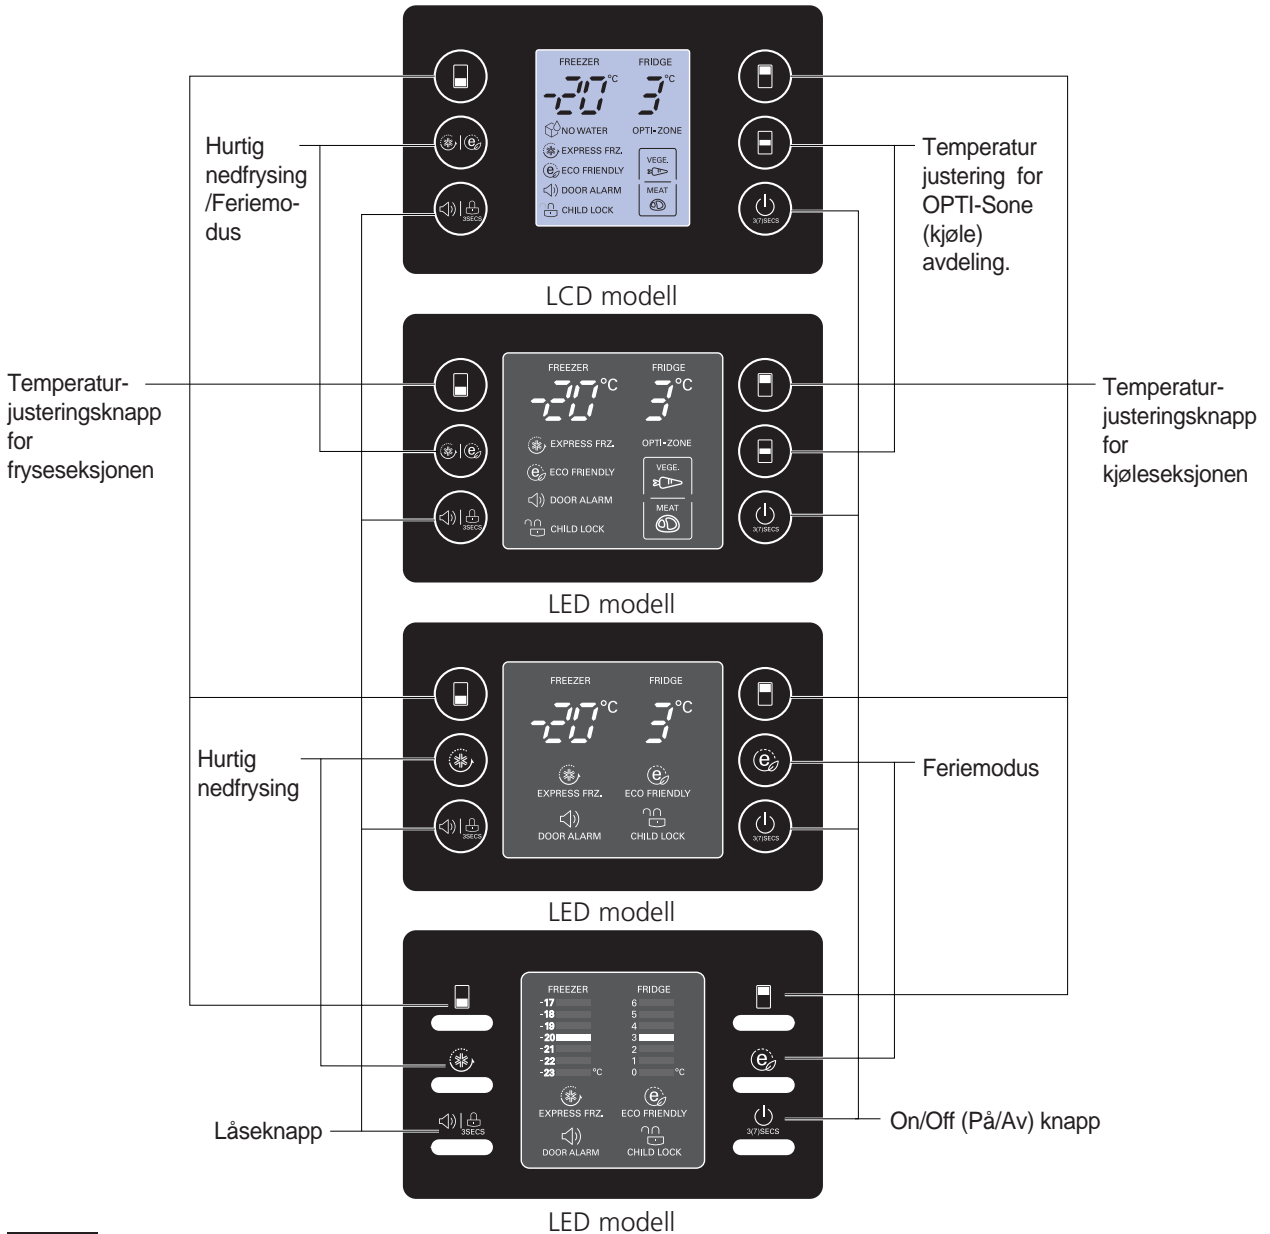 FREEZER FRIDGE
-20 °C 3 °C
NO WATER OPTI-ZONE
EXPRESS FRZ.
VEGE.
ECO FRIENDLY
DOOR ALARM MEAT
CHILD LOCK
3SECS
3(7)SECS
Hurtig
nedfrysing
/Feriemo-
dus
Temperatur
justering for
OPTI-Sone
(kjøle)
avdeling.
LCD modell
FREEZER FRIDGE
-20 °C 3 °C
EXPRESS FRZ. OPTI-ZONE
VEGE.
ECO FRIENDLY
DOOR ALARM
MEAT
CHILD LOCK
3SECS
3(7)SECS
Temperatur-
justeringsknapp
for
fryseseksjonen
Temperatur-
justeringsknapp
for
kjøleseksjonen
LED modell
FREEZER FRIDGE
-20 °C 3 °C
EXPRESS FRZ. ECO FRIENDLY
DOOR ALARM CHILD LOCK
3SECS
3(7)SECS
Hurtig
nedfrysing
Feriemodus
LED modell
FREEZER FRIDGE
-17 6
-18 5
-19 4
-20 3
-21 2
-22 1
-23 °C 0 °C
EXPRESS FRZ. ECO FRIENDLY
DOOR ALARM CHILD LOCK
3SECS
3(7)SECS
Låseknapp
On/Off (På/Av) knapp
LED modell